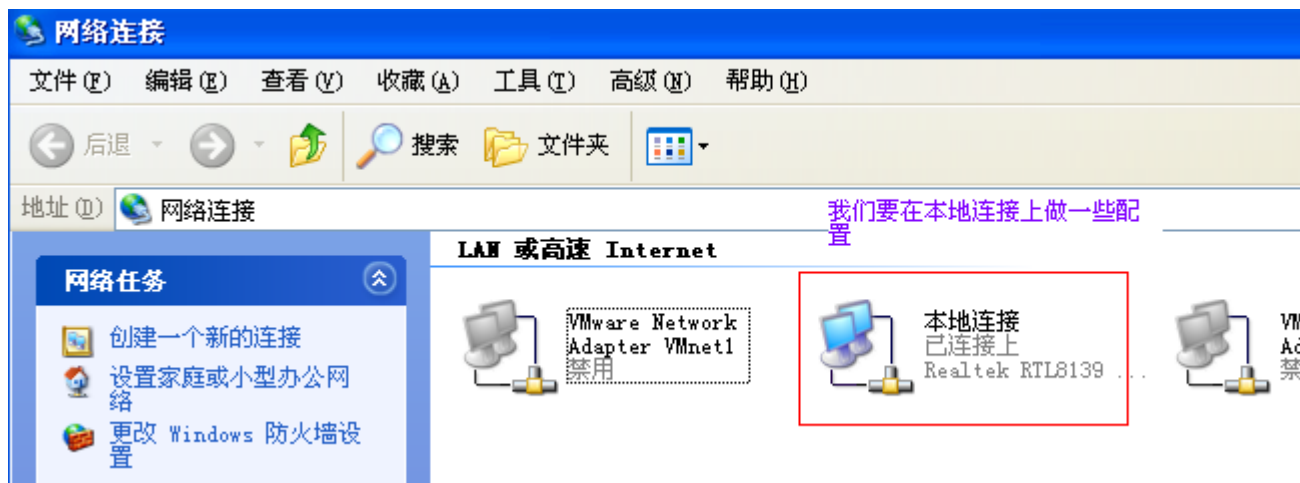 网络连接
文件(F) 编辑(E) 查看(V) 收藏(A) 工具(T) 高级(N) 帮助(H)
后退 搜索 文件夹
地址(D) 网络连接
我们要在本地连接上做一些配
置
LAN 或高速 Internet
网络任务
创建一个新的连接
设置家庭或小型办公网
络
更改 Windows 防火墙设
置
VMware Network
Adapter VMnet1
禁用
本地连接
已连接上
Realtek RTL8139 ...